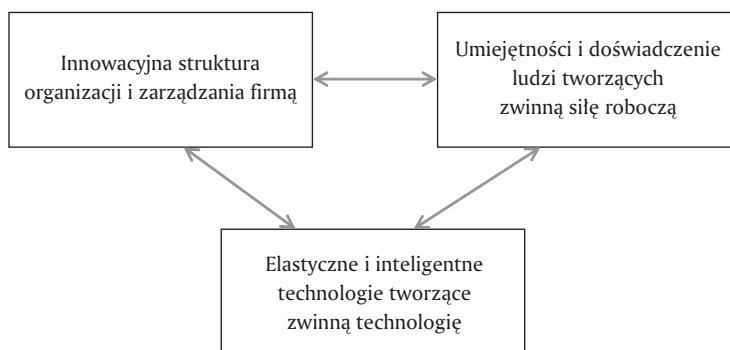 Innowacyjna struktura
organizacji i zarządzania firmą
Umiejętności i doświadczenie
ludzi tworzących
zwinną siłę roboczą
Elastyczne i inteligentne
technologie tworzące
zwinną technologię